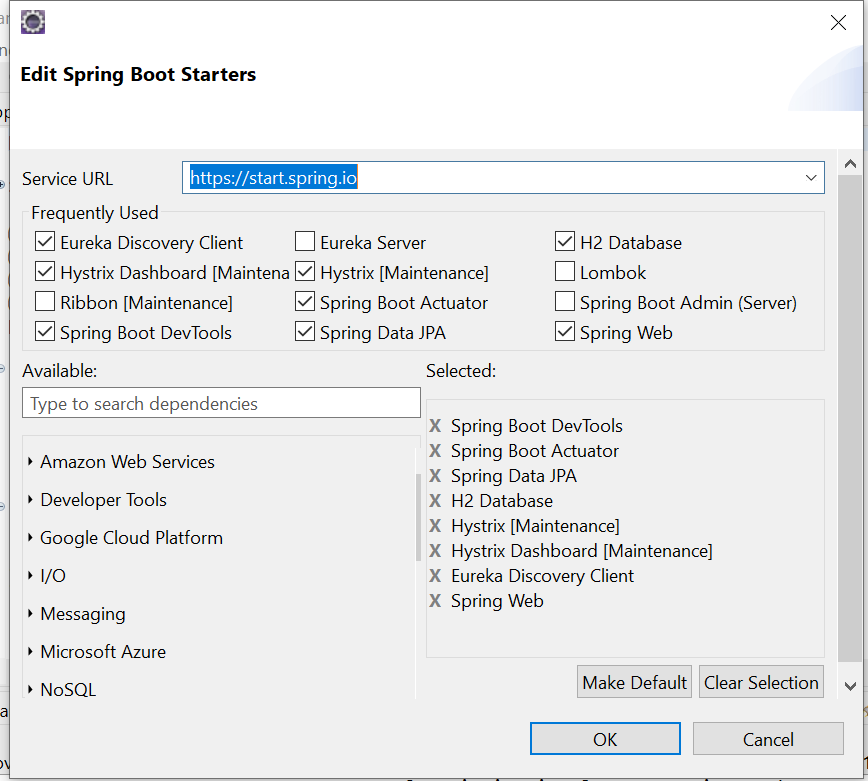 Edit Spring Boot Starters
Service URL https://start.spring.io
Frequently Used
Eureka Discovery Client Eureka Server H2 Database
Hystrix Dashboard [Maintena Hystrix [Maintenance] Lombok
Ribbon [Maintenance] Spring Boot Actuator Spring Boot Admin (Server)
Spring Boot DevTools Spring Data JPA Spring Web
Available:
Type to search dependencies
Amazon Web Services
Developer Tools
Google Cloud Platform
I/O
Messaging
Microsoft Azure
NoSQL
Selected:
X Spring Boot DevTools
X Spring Boot Actuator
X Spring Data JPA
X H2 Database
X Hystrix [Maintenance]
X Hystrix Dashboard [Maintenance]
X Eureka Discovery Client
X Spring Web
Make Default Clear Selection
OK Cancel